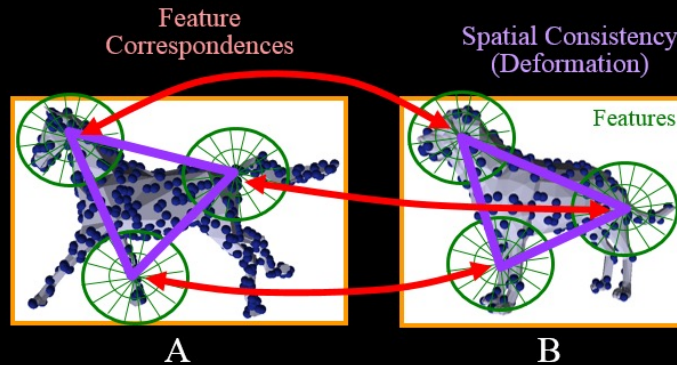 Feature
Correspondences
Spatial Consistency
(Deformation)
Features
A
B